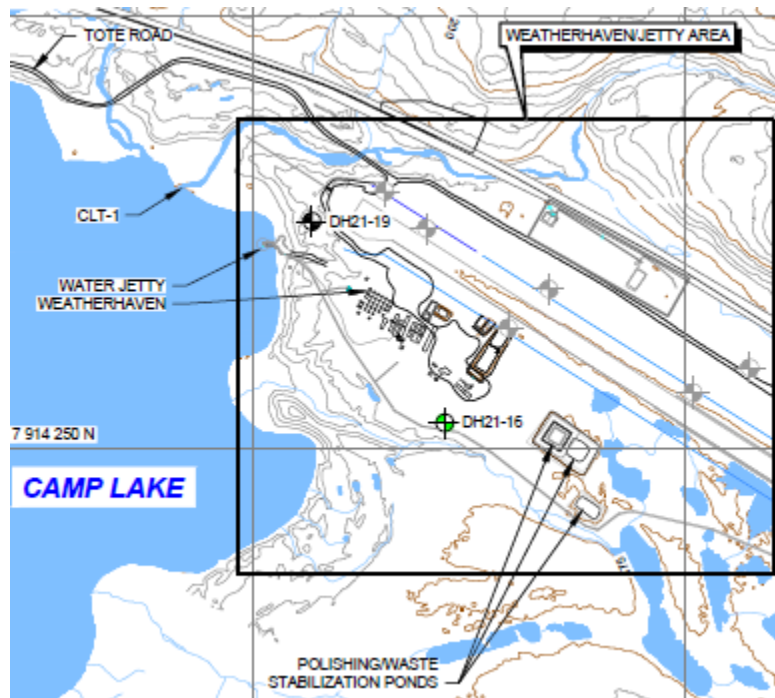 TOTE ROAD
WEATHERHAVEN/JETTY AREA
CLT-1
DH21-19
WATER JETTY
WEATHERHAVEN
DH21-16
7 914 250 N
CAMP LAKE
POLISHING/WASTE
STABILIZATION PONDS